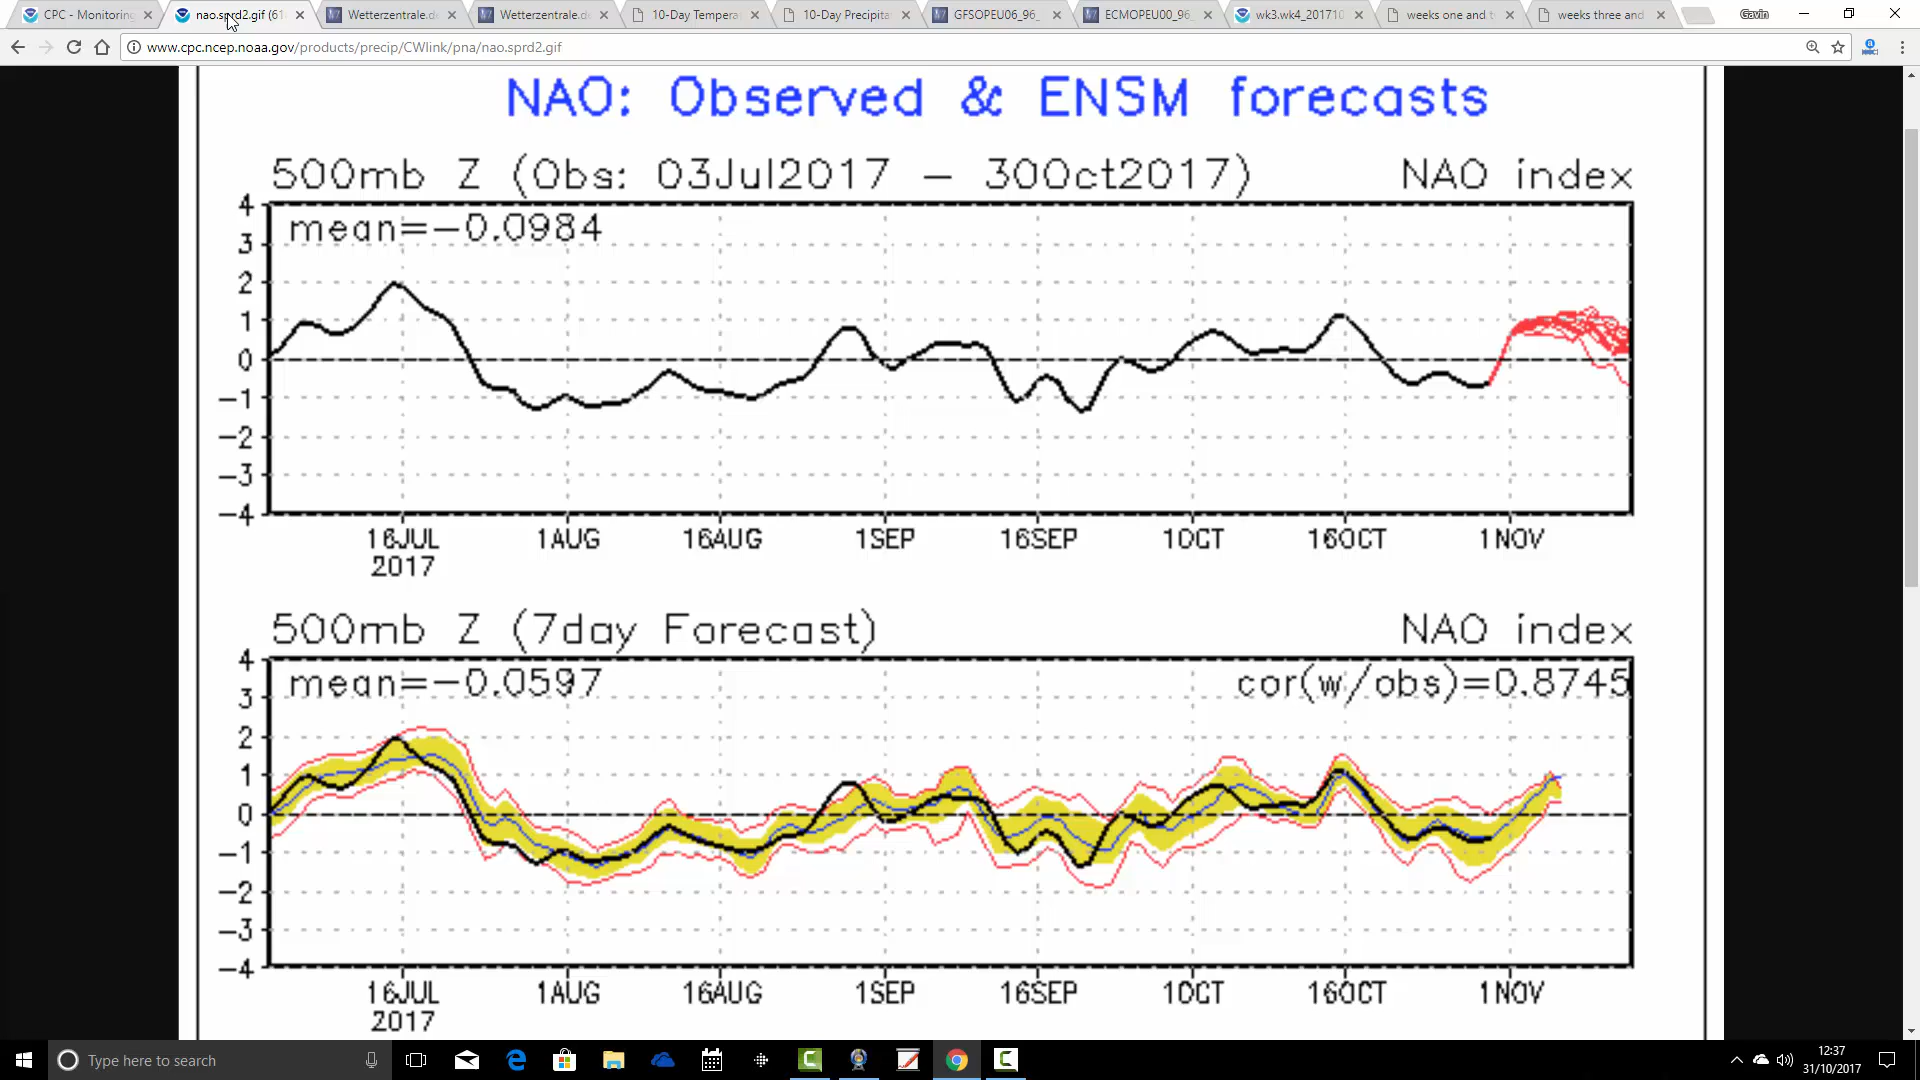 CPC - Monitoring
nao.sprd2.gif (61
Wetterzentrale.d
Wetterzentrale.d
10-Day Tempera
10-Day Precipita
GFSOPEU06_96_
ECMOPEU00_96_
wk3.wk4_20171
weeks one and t
weeks three and
Gavin
www.cpc.ncep.noaa.gov/products/precip/CWlink/pna/nao.sprd2.gif
NAO: Observed & ENSM forecasts
500mb Z (Obs: 03Jul2017 – 30Oct2017) NAO index
mean=-0.0984
4
3
2
1
0
-1
-2
-3
-4
16JUL 1AUG 16AUG 1SEP 16SEP 1OCT 16OCT 1NOV
2017
500mb Z (7day Forecast) NAO index
mean=-0.0597 cor(w/obs)=0.8745
4
3
2
1
0
-1
-2
-3
-4
16JUL 1AUG 16AUG 1SEP 16SEP 1OCT 16OCT 1NOV
2017
Type here to search
12:37
31/10/2017